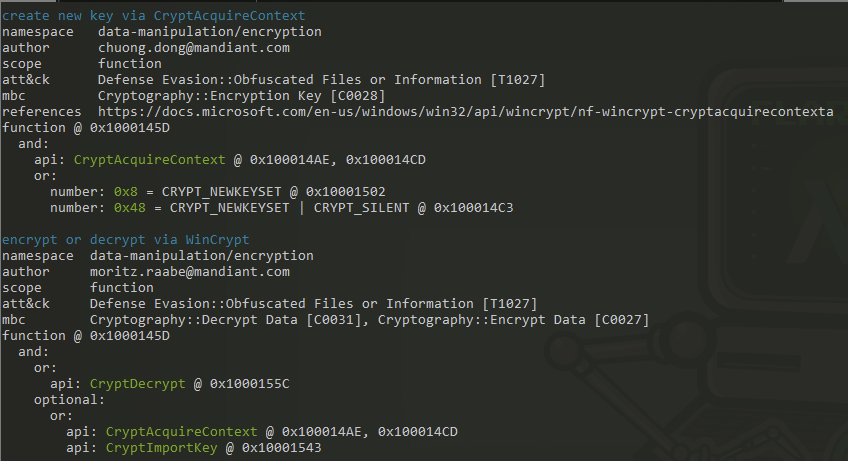 create new key via CryptAcquireContext
namespace data-manipulation/encryption
author chuong.dong@mandiant.com
scope function
att&ck Defense Evasion::Obfuscated Files or Information [T1027]
mbc Cryptography::Encryption Key [C0028]
references https://docs.microsoft.com/en-us/windows/win32/api/wincrypt/nf-wincrypt-cryptacquirecontexta
function @ 0x1000145D
and:
api: CryptAcquireContext @ 0x100014AE, 0x100014CD
or:
number: 0x8 = CRYPT_NEWKEYSET @ 0x10001502
number: 0x48 = CRYPT_NEWKEYSET | CRYPT_SILENT @ 0x100014C3
encrypt or decrypt via WinCrypt
namespace data-manipulation/encryption
author moritz.raabe@mandiant.com
scope function
att&ck Defense Evasion::Obfuscated Files or Information [T1027]
mbc Cryptography::Decrypt Data [C0031], Cryptography::Encrypt Data [C0027]
function @ 0x1000145D
and:
or:
api: CryptDecrypt @ 0x1000155C
optional:
or:
api: CryptAcquireContext @ 0x100014AE, 0x100014CD
api: CryptImportKey @ 0x10001543